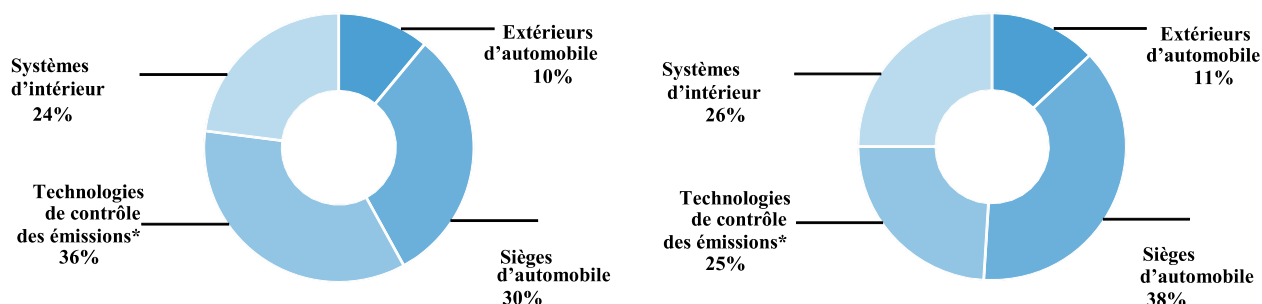 Extérieurs
d'automobile
10%
Systèmes
d'intérieur
24%
Technologies
de contrôle
des émissions*
36%
Sièges
d'automobile
30%
Extérieurs
d'automobile
11%
Systèmes
d'intérieur
26%
Technologies
de contrôle
des émissions*
25%
Sièges
d'automobile
38%